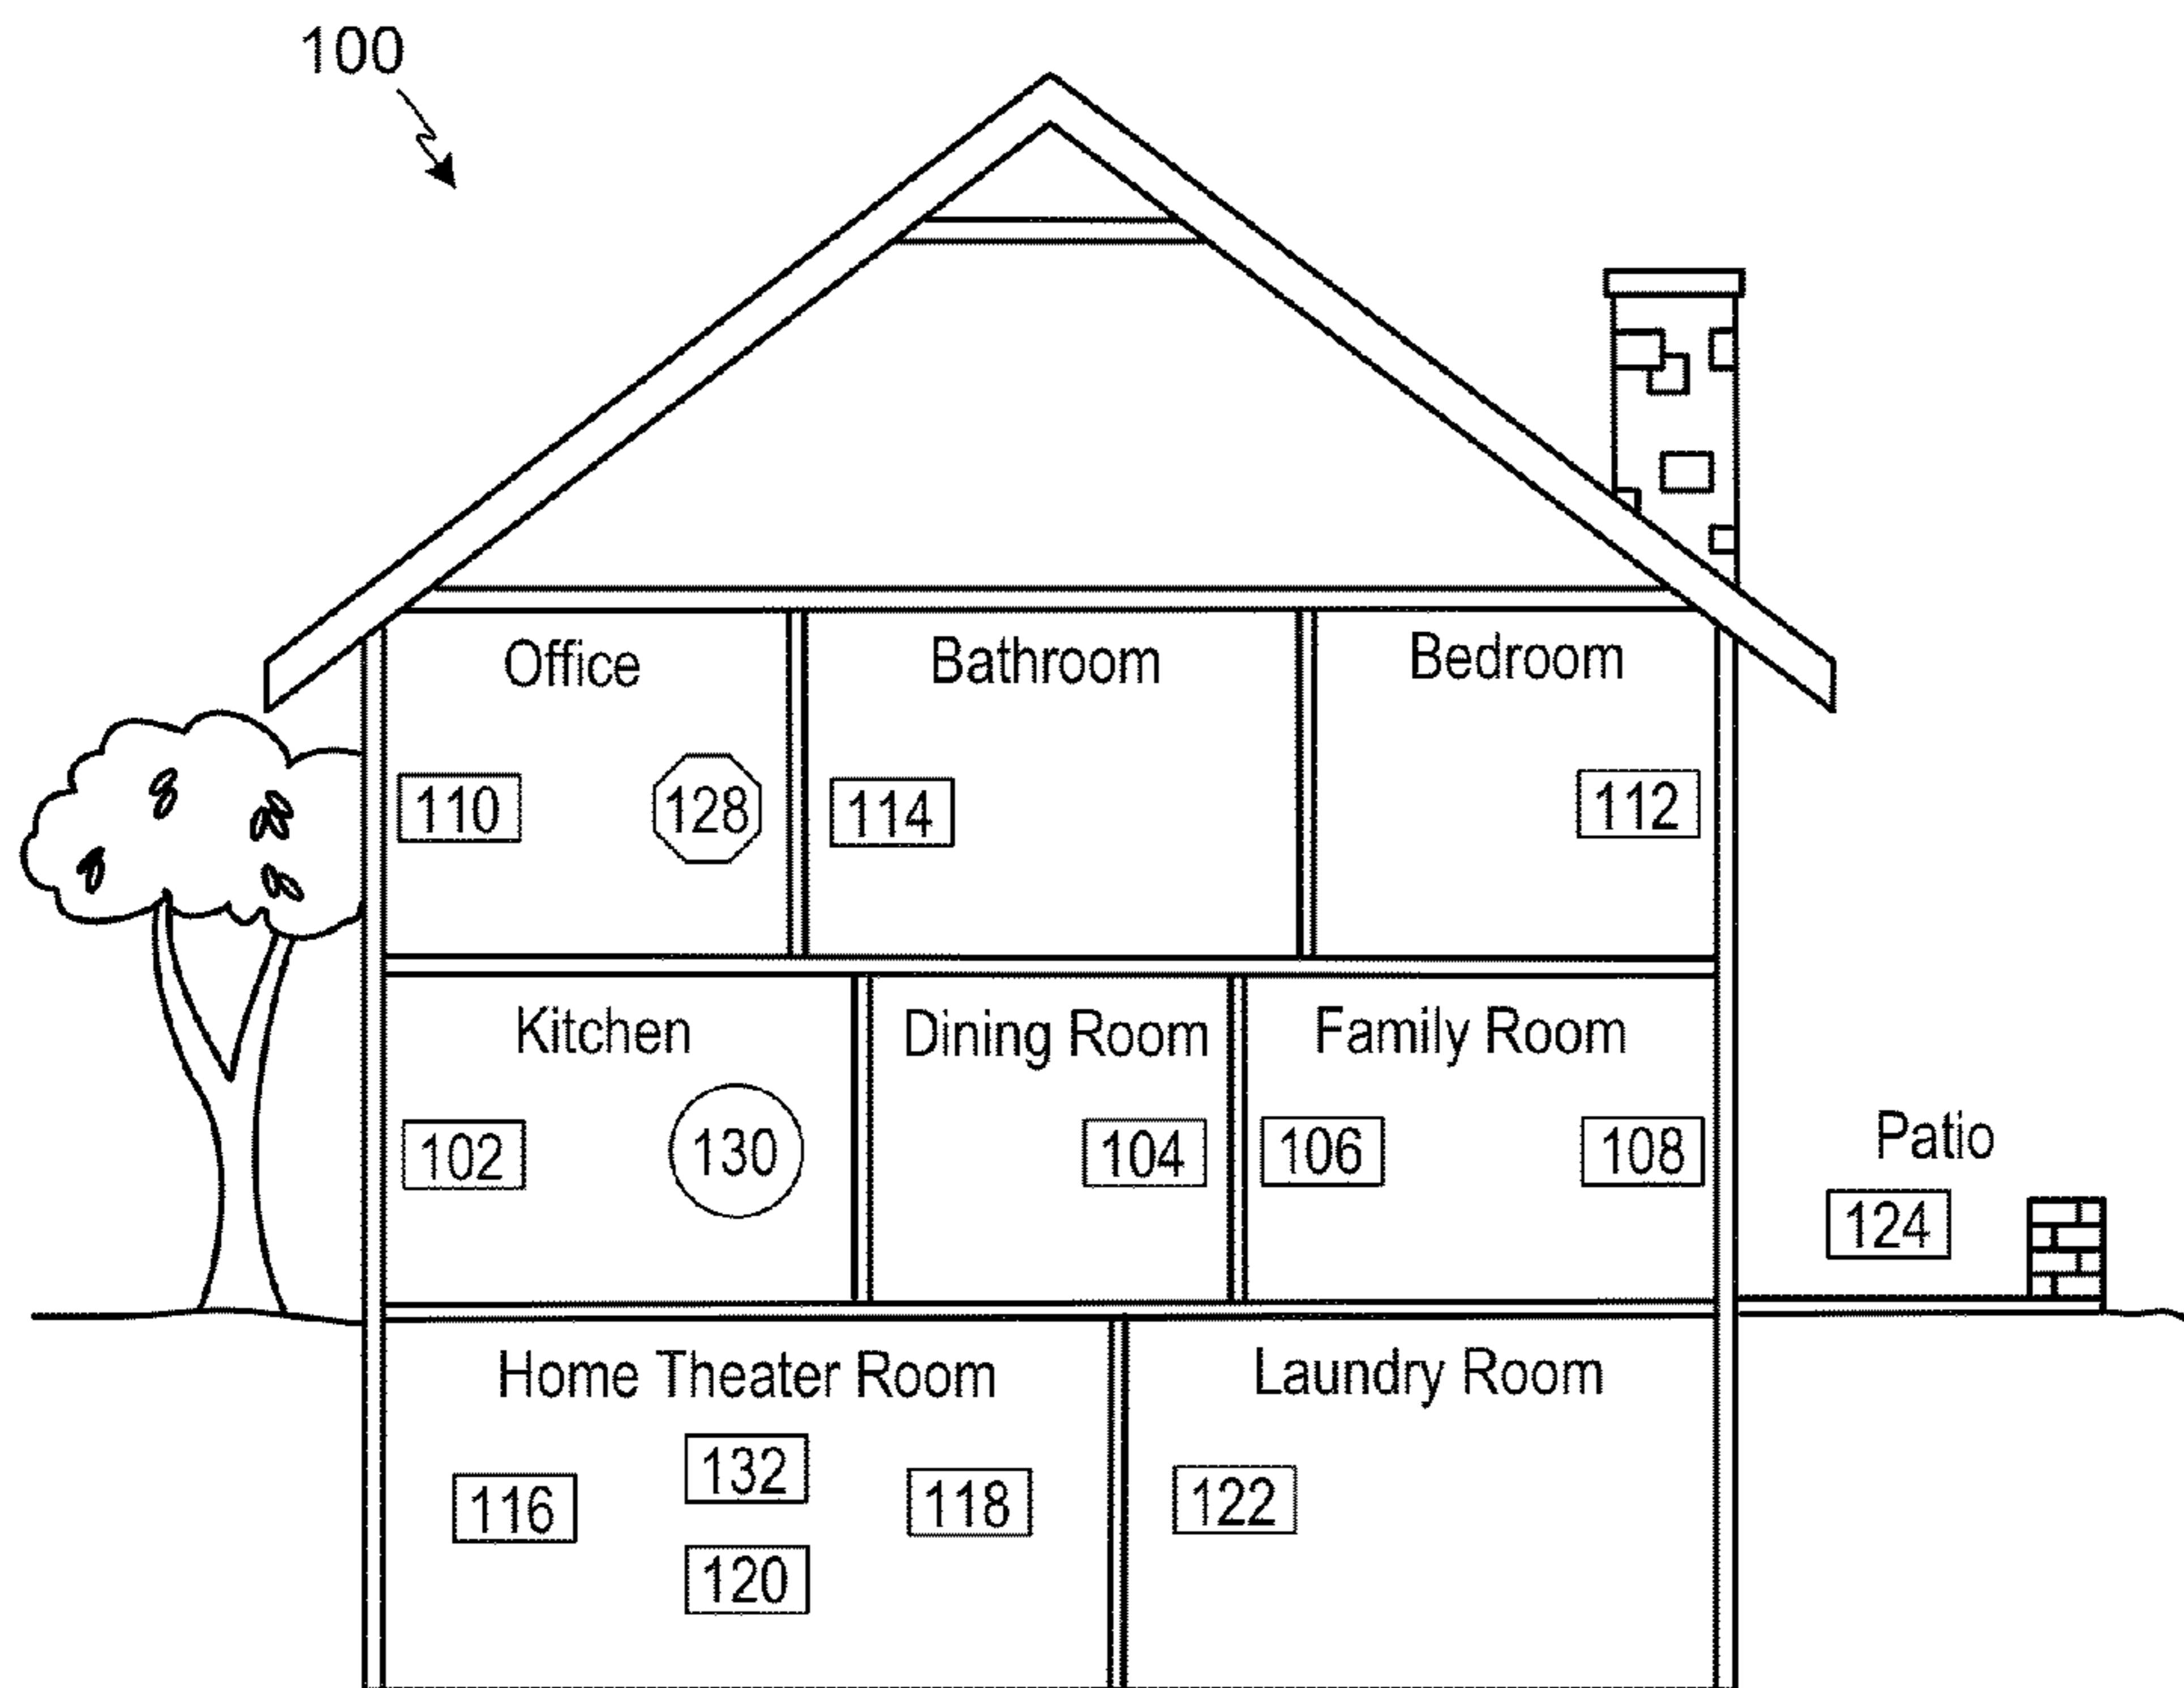 100
Office
Bathroom
Bedroom
110
128
114
112
Kitchen
Dining Room
Family Room
102
130
104
106
108
Patio
124
Home Theater Room
Laundry Room
116
132
118
120
122